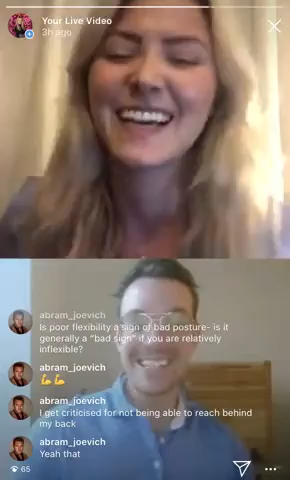 Your Live Video
3h ago
abram_joevich
Is poor flexibility a sign of bad posture- is it
generally a “bad sign” if you are relatively
inflexible?
abram_joevich
💪💪
abram_joevich
I get criticised for not being able to reach behind
my back
abram_joevich
Yeah that
65